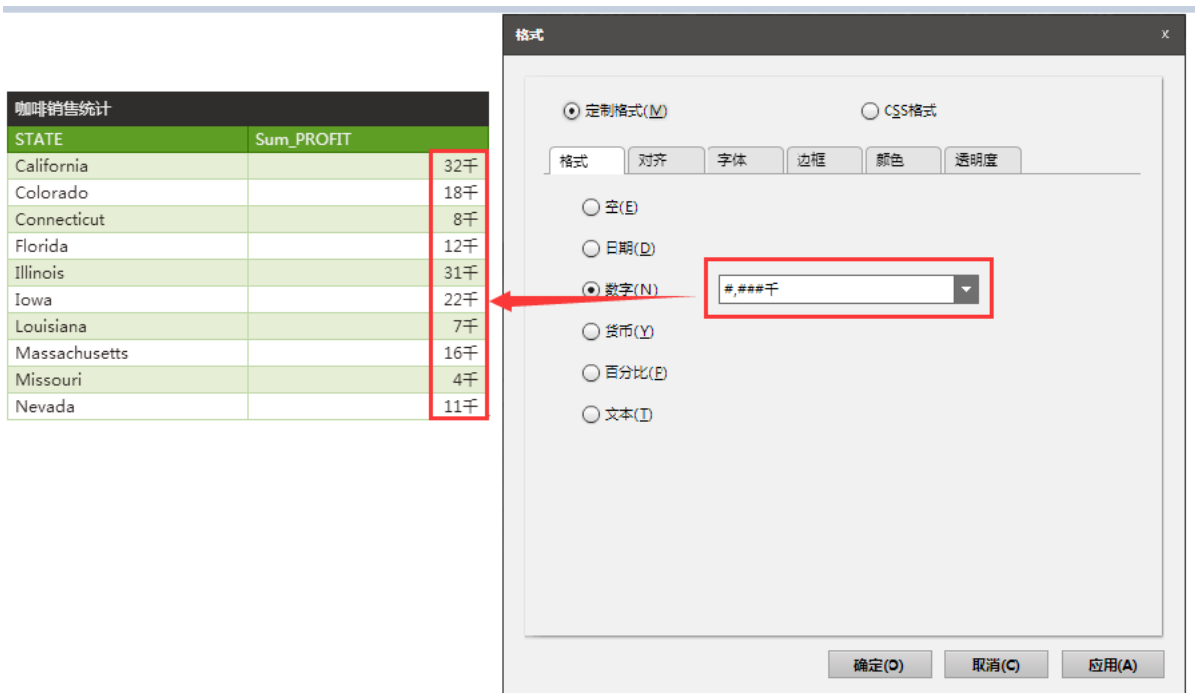 咖啡销售统计
STATE Sum_PROFIT
California 32千
Colorado 18千
Connecticut 8千
Florida 12千
Illinois 31千
Iowa 22千
Louisiana 7千
Massachusetts 16千
Missouri 4千
Nevada 11千
格式 x
定制格式(M) CSS格式
格式 对齐 字体 边框 颜色 透明度
空(E)
日期(D)
数字(N) #,###千
货币(Y)
百分比(P)
文本(T)
确定(O) 取消(C) 应用(A)